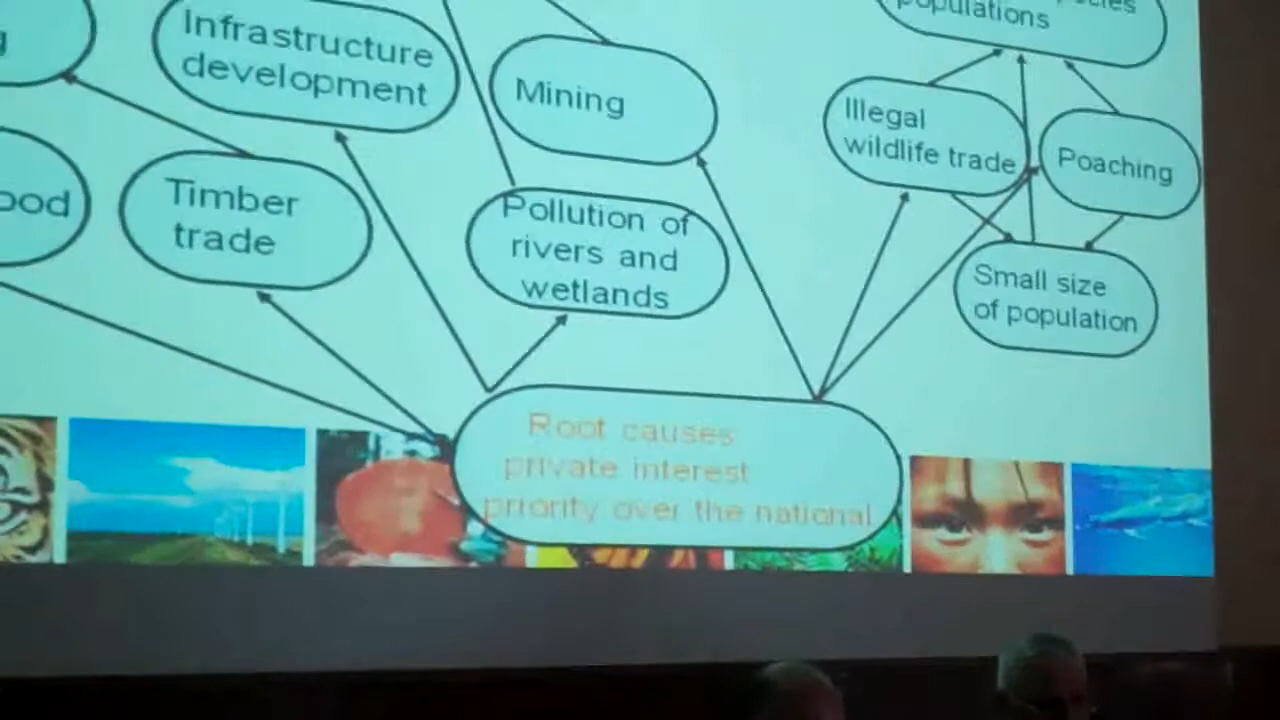 populations
g
Infrastructure
development
Mining
Illegal
wildlife trade
Poaching
ood
Timber
trade
Pollution of
rivers and
wetlands
Small size
of population
Root causes
private interest
priority over the national